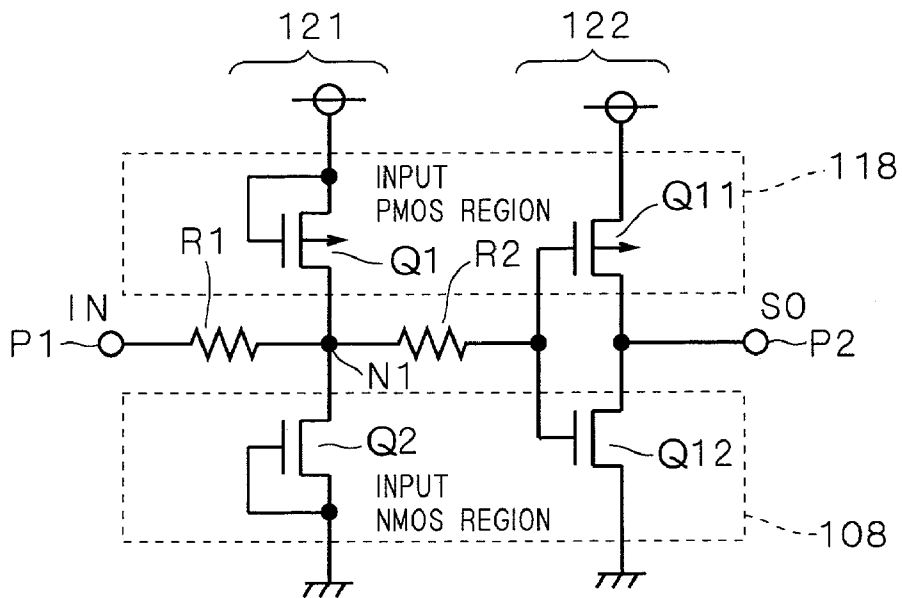 121
122
INPUT
PMOS REGION
118
Q11
R1
Q1
R2
IN
SO
P1
N1
P2
Q2
Q12
INPUT
NMOS REGION
108